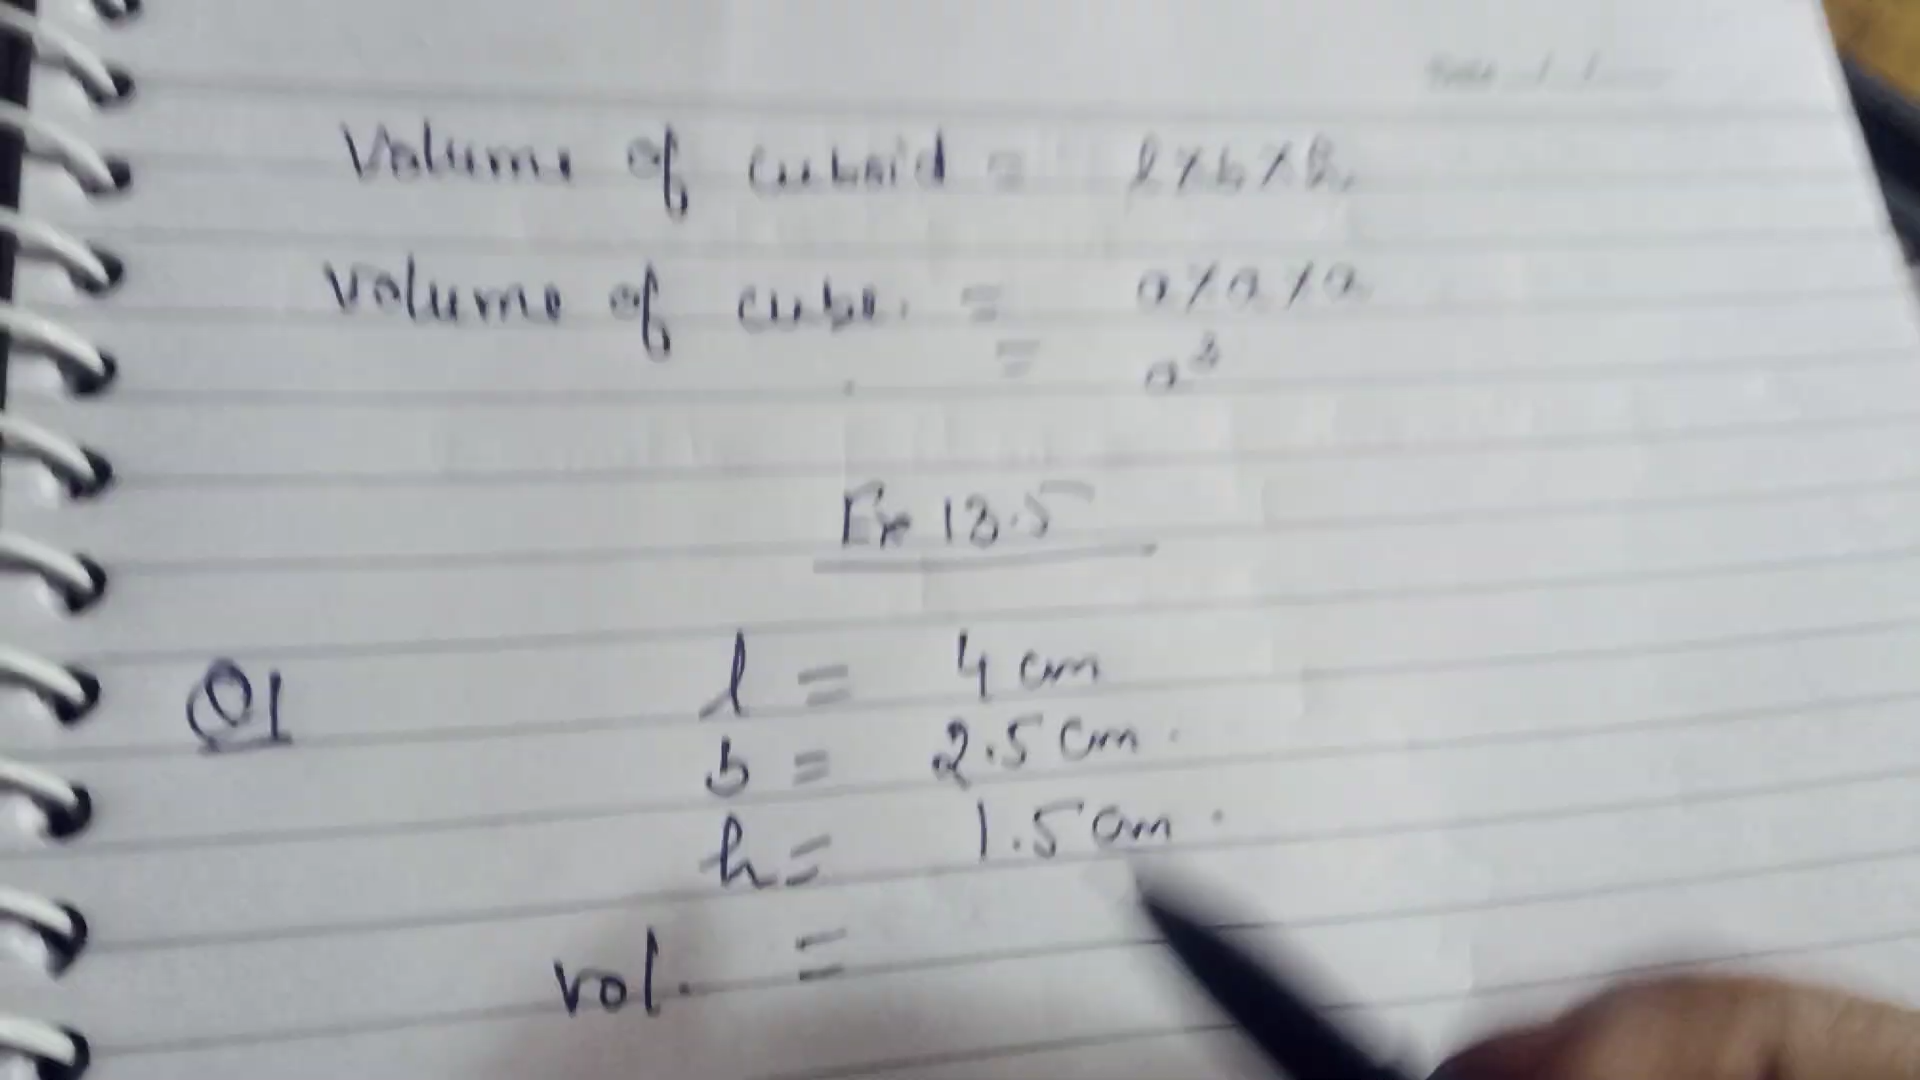 Volume of cuboid = l×b×h
Volume of cube = a×a×a
= a³
Ex 13.5
Q1 l = 4 cm
b = 2.5 cm.
h = 1.5 cm.
vol. =